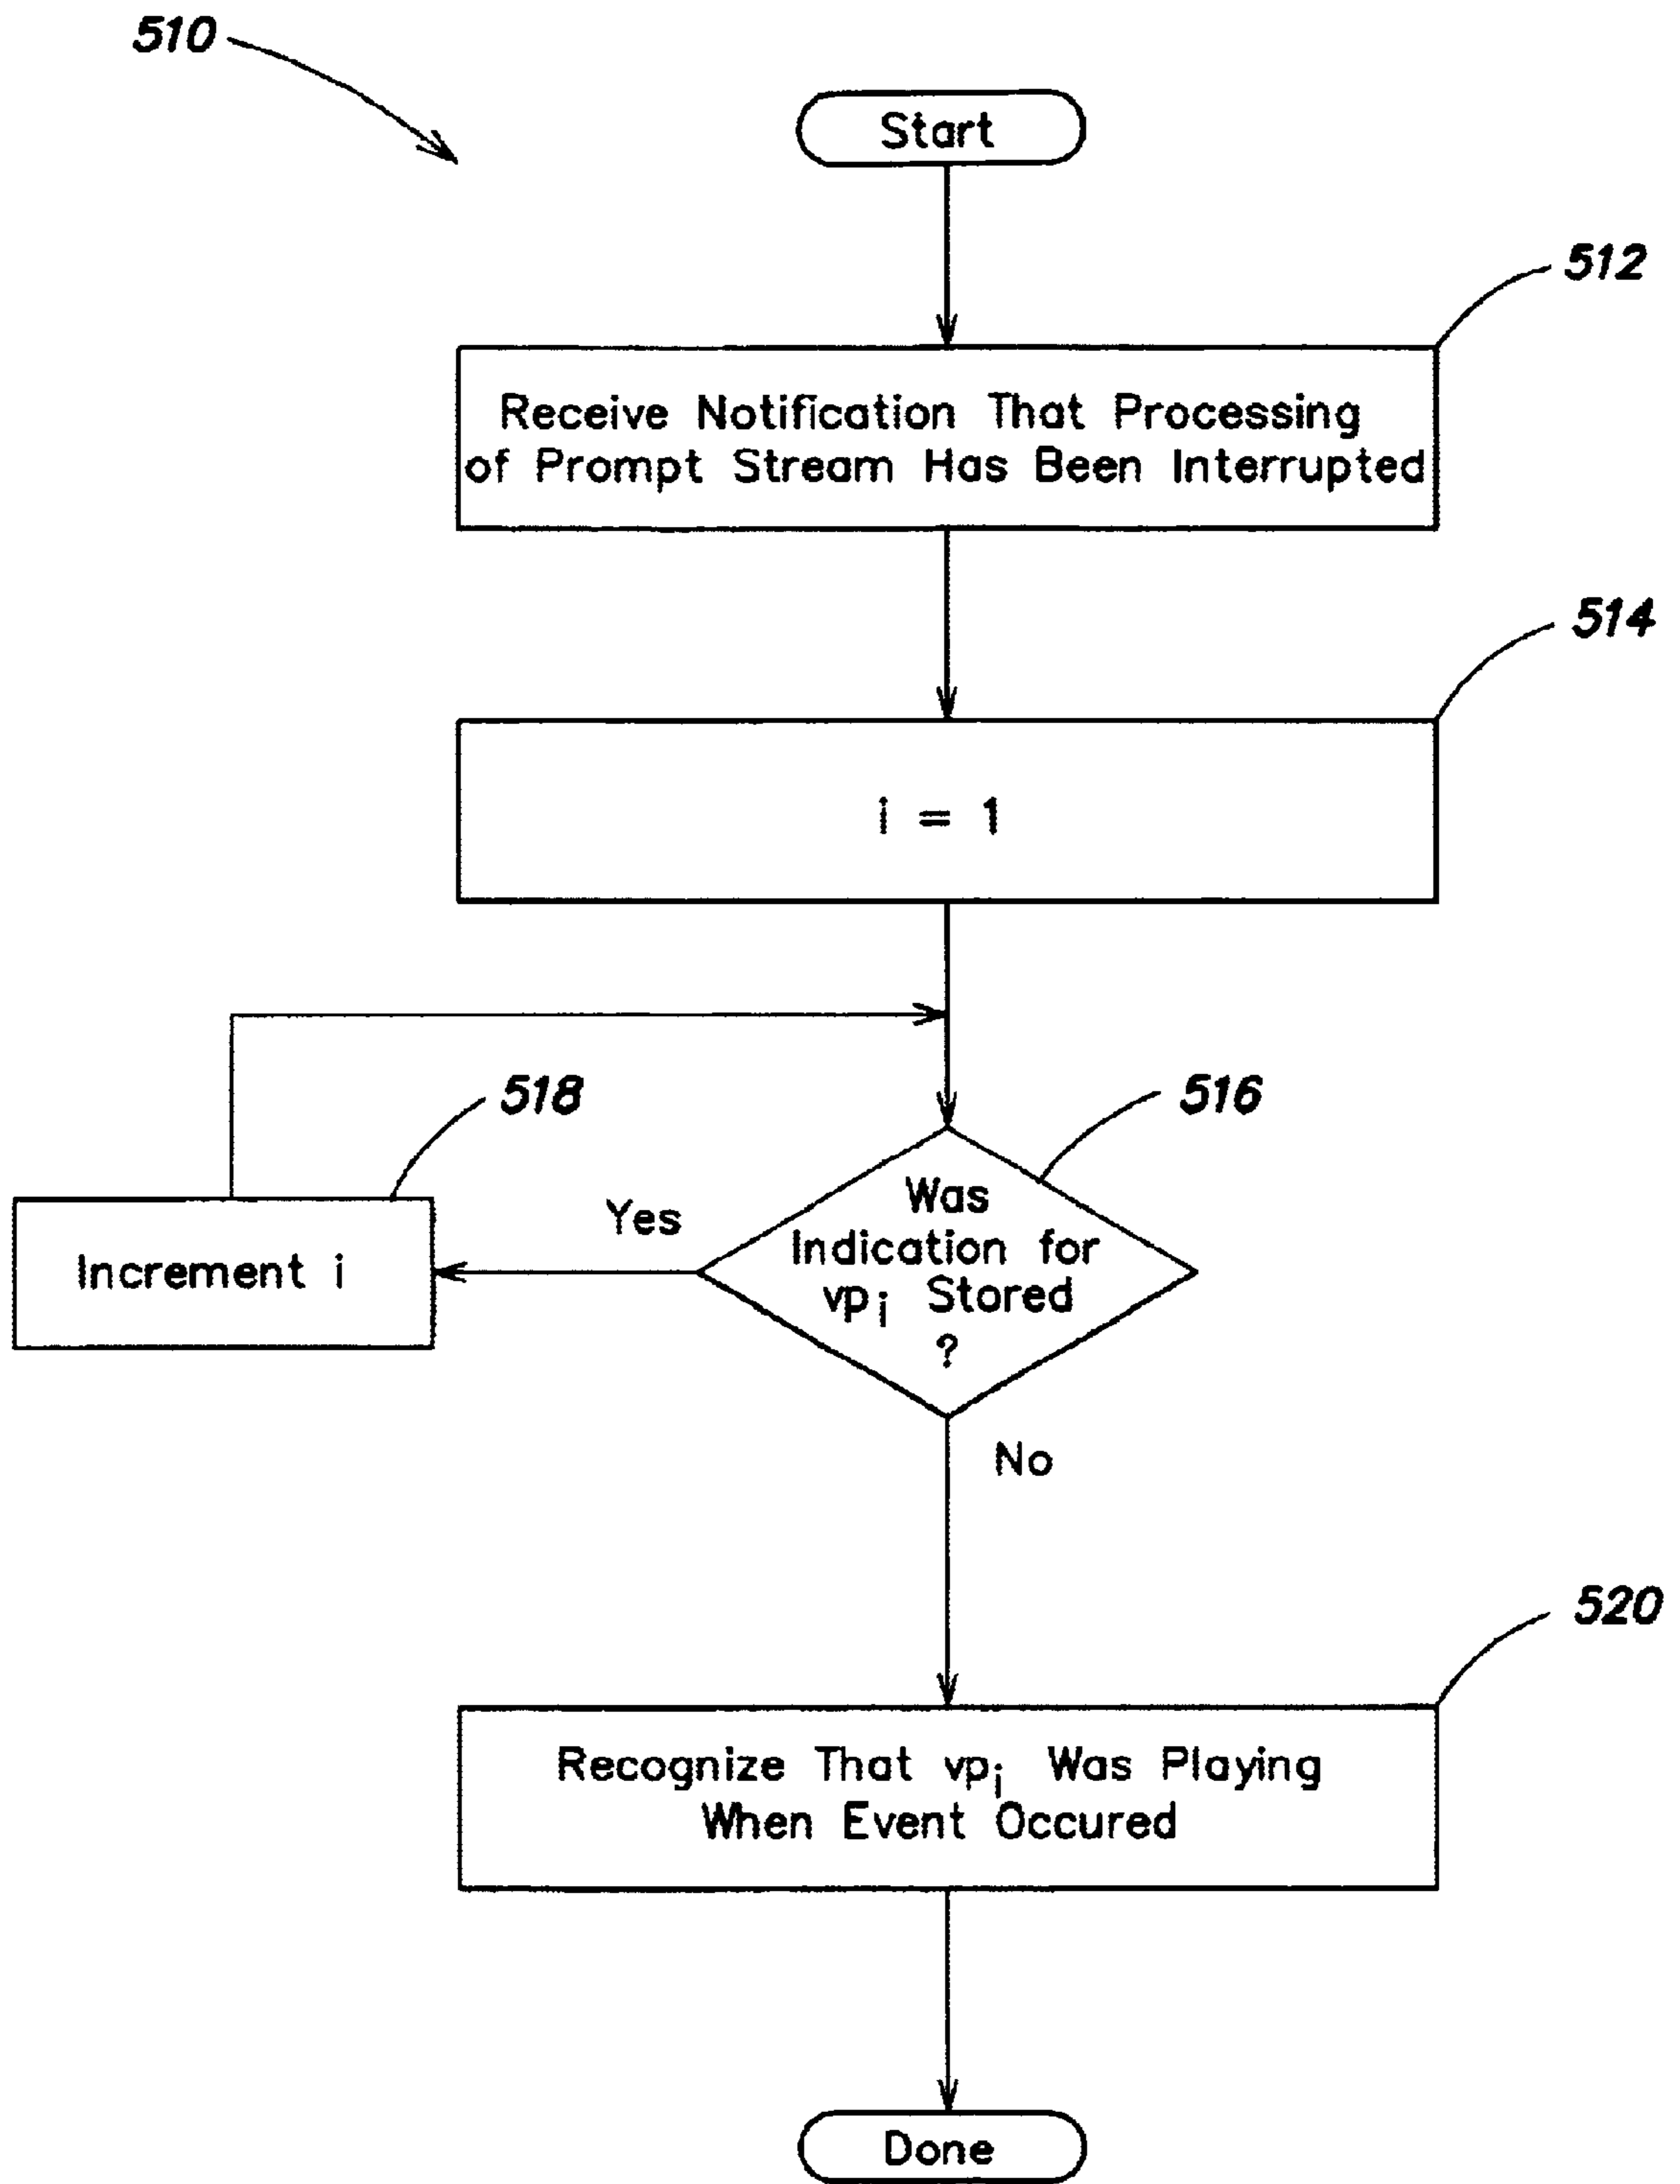 510
Start
512
Receive Notification That Processing
of Prompt Stream Has Been Interrupted
514
i = 1
518
516
Was
Indication for
vpi Stored
?
Yes
Increment i
No
520
Recognize That vpi Was Playing
When Event Occured
Done